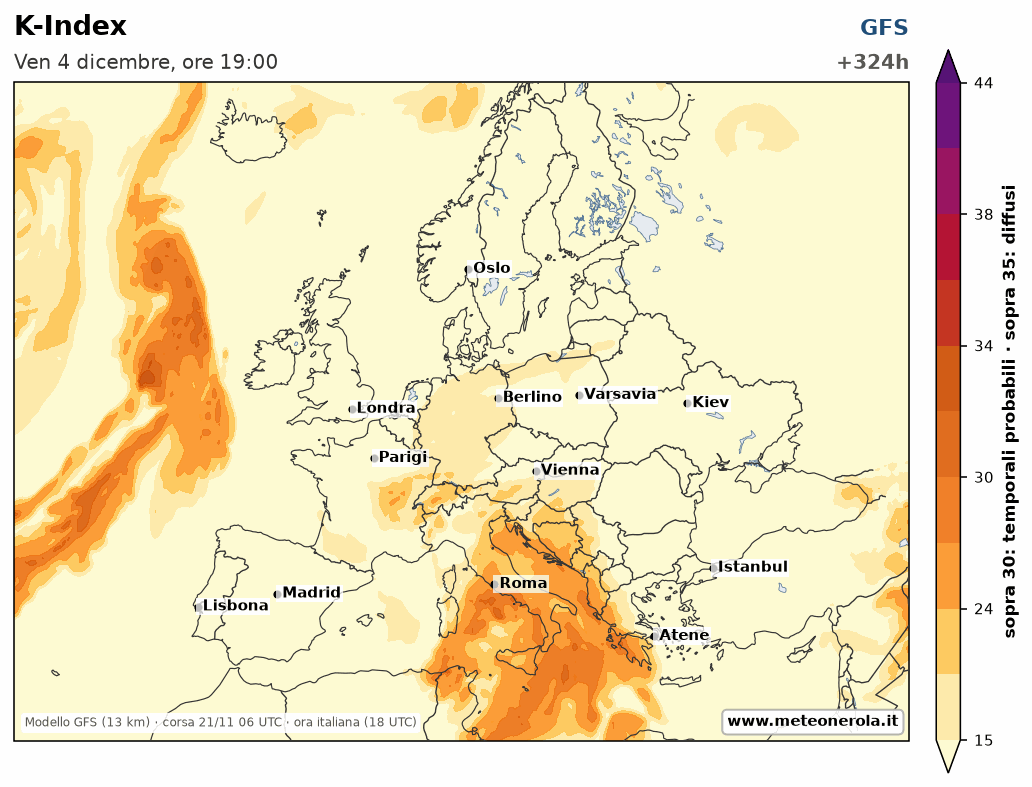 K-Index
GFS
Ven 4 dicembre, ore 19:00
+324h
Oslo
Berlino
Varsavia
Kiev
Londra
Parigi
Vienna
Istanbul
Roma
Madrid
Lisbona
Atene
Modello GFS (13 km) · corsa 21/11 06 UTC · ora italiana (18 UTC)
www.meteonerola.it
44
38
34
30
24
15
sopra 30: temporali probabili · sopra 35: diffusi